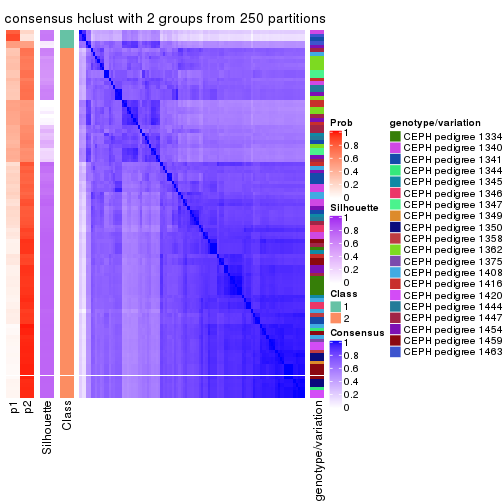 consensus hclust with 2 groups from 250 partitions
Prob
1
0.8
0.6
0.4
0.2
0
Silhouette
1
0.8
0.6
0.4
0.2
0
Class
1
2
Consensus
1
0.8
0.6
0.4
0.2
0
genotype/variation
CEPH pedigree 1334
CEPH pedigree 1340
CEPH pedigree 1341
CEPH pedigree 1344
CEPH pedigree 1345
CEPH pedigree 1346
CEPH pedigree 1347
CEPH pedigree 1349
CEPH pedigree 1350
CEPH pedigree 1358
CEPH pedigree 1362
CEPH pedigree 1375
CEPH pedigree 1408
CEPH pedigree 1416
CEPH pedigree 1420
CEPH pedigree 1444
CEPH pedigree 1447
CEPH pedigree 1454
CEPH pedigree 1459
CEPH pedigree 1463
p1
p2
Silhouette
Class
genotype/variation